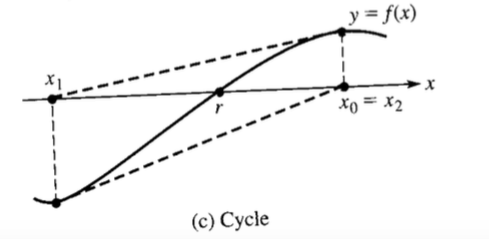 y = f(x)
x₁
x
r
x₀ = x₂
(c) Cycle